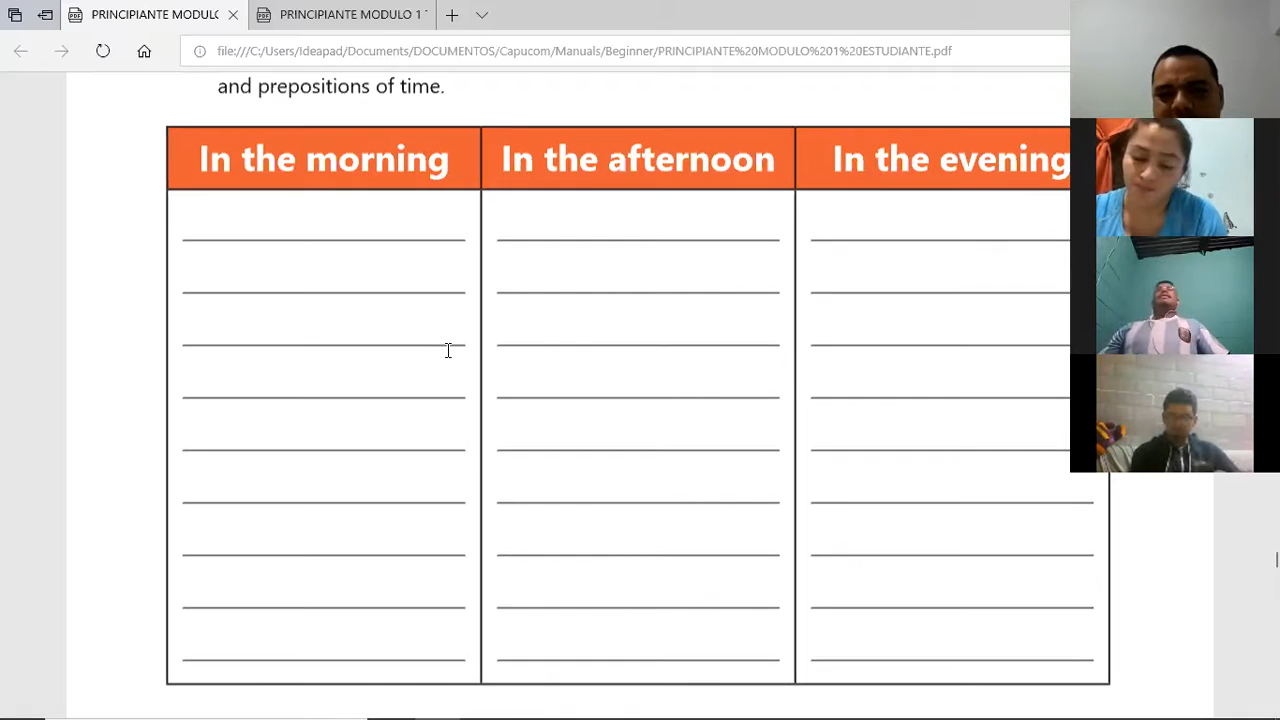 PRINCIPIANTE MODULO
PRINCIPIANTE MODULO 1
file:///C:/Users/Ideapad/Documents/DOCUMENTOS/Capucom/Manuals/Beginner/PRINCIPIANTE%20MODULO%201%20ESTUDIANTE.pdf
and prepositions of time.
In the morning
In the afternoon
In the evening